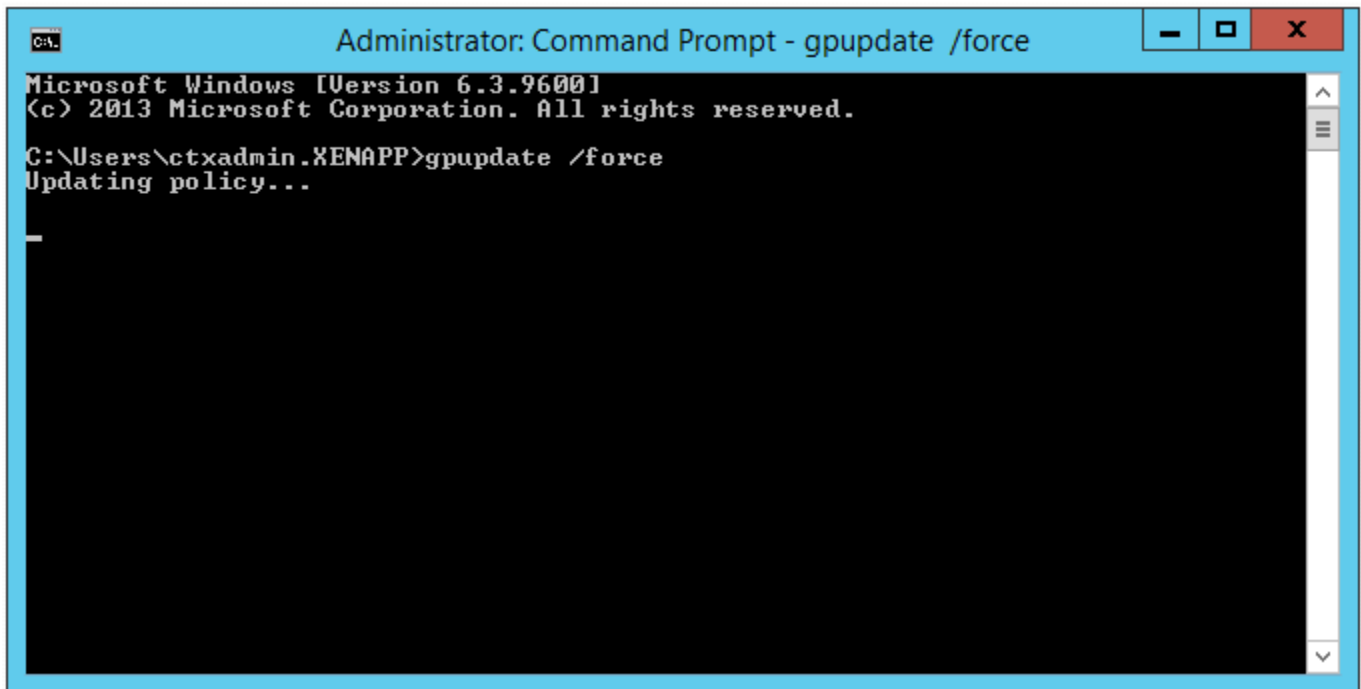 Administrator: Command Prompt - gpupdate  /force
Microsoft Windows [Version 6.3.9600]
(c) 2013 Microsoft Corporation. All rights reserved.
C:\Users\ctxadmin.XENAPP>gpupdate /force
Updating policy...